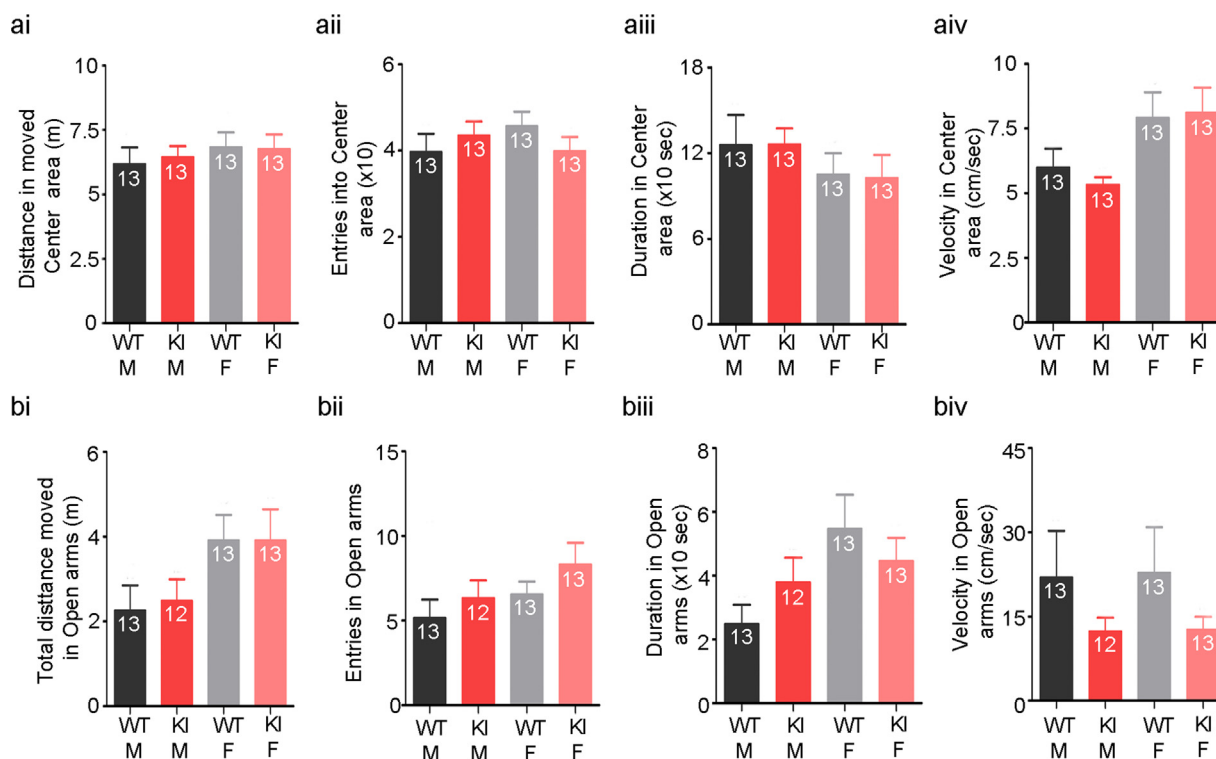 ai
10
7.5
5
2.5
0
Disttance in moved
Center area (m)
13 13 13 13
WT KI WT KI
M M F F
aii
6
4
2
0
Entries into Center
area (x10)
13 13 13 13
WT KI WT KI
M M F F
aiii
18
12
6
0
Duration in Center
area (x10 sec)
13 13 13 13
WT KI WT KI
M M F F
aiv
10
7.5
5
2.5
0
Velocity in Center
area (cm/sec)
13 13 13 13
WT KI WT KI
M M F F
bi
6
4
2
0
Total disttance moved
in Open arms (m)
13 12 13 13
WT KI WT KI
M M F F
bii
15
10
5
0
Entries in Open arms
13 12 13 13
WT KI WT KI
M M F F
biii
8
6
4
2
0
Duration in Open
arms (x10 sec)
13 12 13 13
WT KI WT KI
M M F F
biv
45
30
15
0
Velocity in Open
arms (cm/sec)
13 12 13 13
WT KI WT KI
M M F F